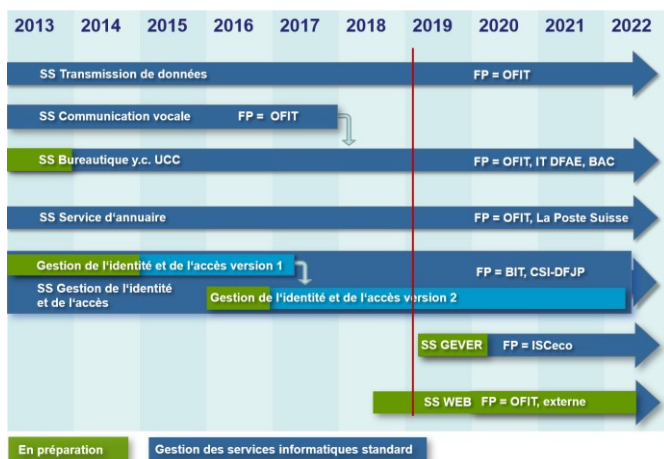 2013 2014 2015 2016 2017 2018 2019 2020 2021 2022
SS Transmission de données FP = OFIT
SS Communication vocale FP = OFIT
SS Bureautique y.c. UCC FP = OFIT, IT DFAE, BAC
SS Service d'annuaire FP = OFIT, La Poste Suisse
Gestion de l'identité et de l'accès version 1
FP = BIT, CSI-DFJP
SS Gestion de l'identité
et de l'accès
Gestion de l'identité et de l'accès version 2
SS GEVER FP = ISCeco
SS WEB FP = OFIT, externe
En préparation Gestion des services informatiques standard